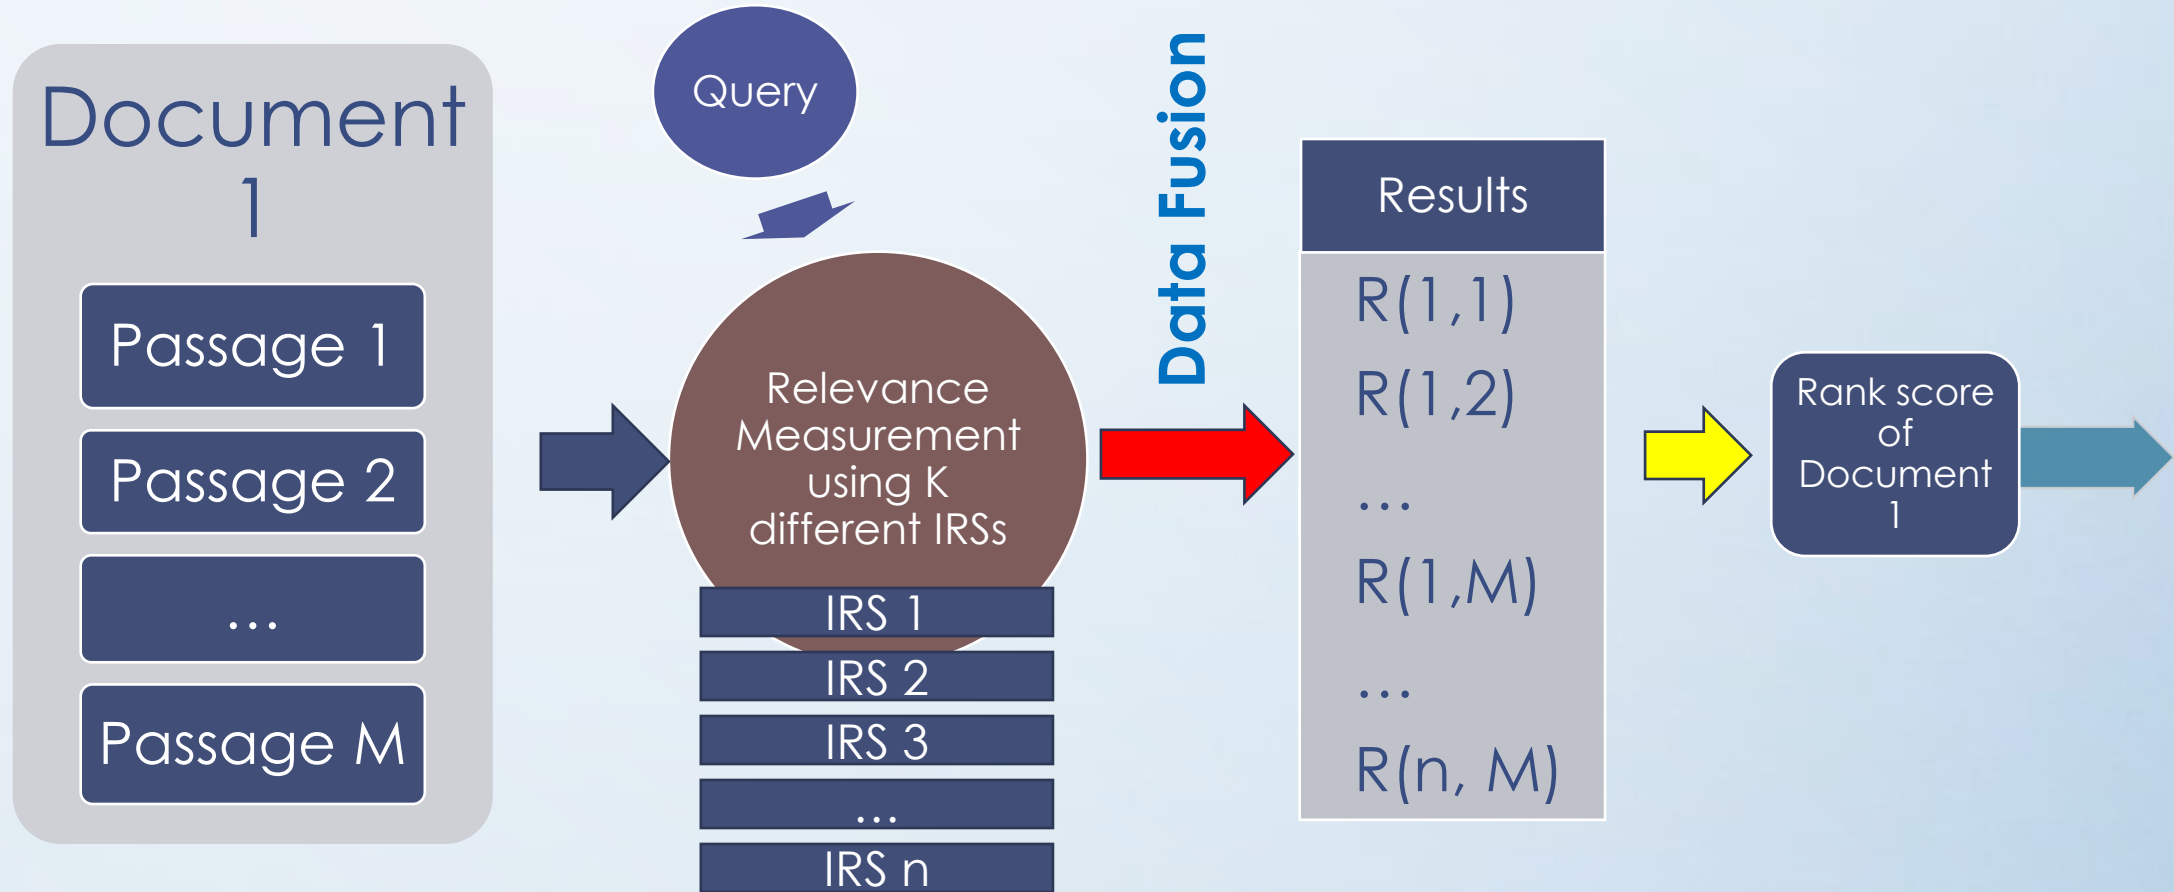 Document
1
Passage 1
Passage 2
...
Passage M
Query
Relevance
Measurement
using K
different IRSs
IRS 1
IRS 2
IRS 3
...
IRS n
Data Fusion
Results
R(1,1)
R(1,2)
...
R(1,M)
...
R(n, M)
Rank score
of
Document
1